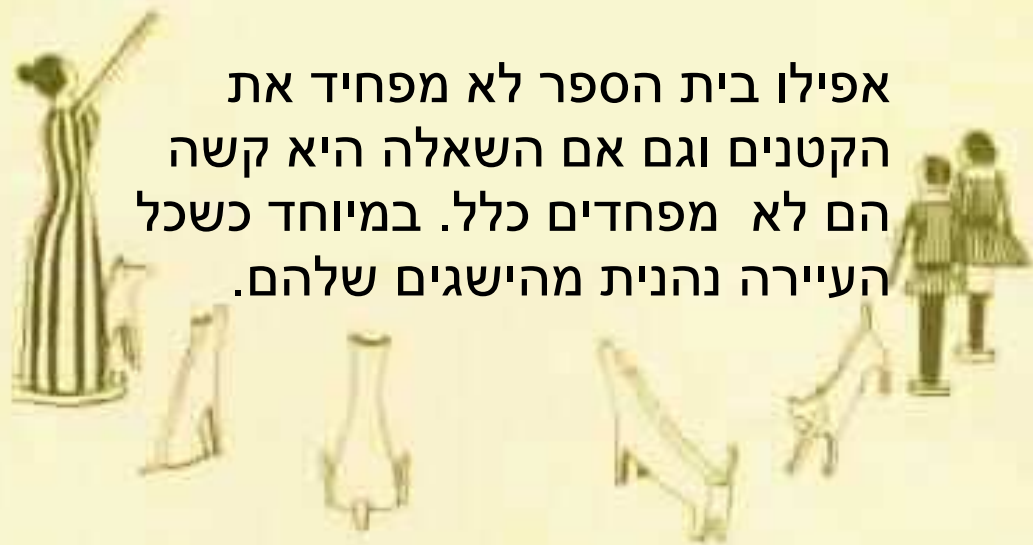 אפילו בית הספר לא מפחיד את
הקטנים וגם אם השאלה היא קשה
הם לא  מפחדים כלל. במיוחד כשכל
העיירה נהנית מהישגים שלהם.